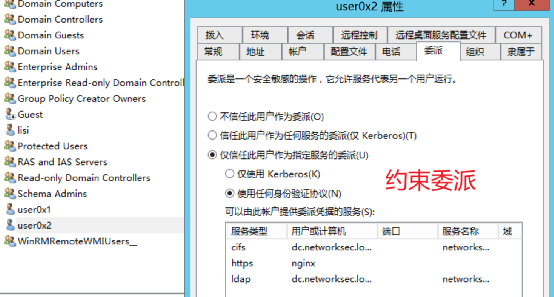 Domain Computers
Domain Controllers
Domain Guests
Domain Users
Enterprise Admins
Enterprise Read-only Domain Controll
Group Policy Creator Owners
Guest
lisi
Protected Users
RAS and IAS Servers
Read-only Domain Controllers
Schema Admins
user0x1
user0x2
WinRMRemoteWMIUsers__
user0x2 属性
?
拨入 环境 会话 远程控制 远程桌面服务配置文件 COM+
常规 地址 帐户 配置文件 电话 委派 组织 隶属于
委派是一个安全敏感的操作，它允许服务代表另一个用户运行。
不信任此用户作为委派(O)
信任此用户作为任何服务的委派(仅 Kerberos)(T)
仅信任此用户作为指定服务的委派(U)
仅使用 Kerberos(K)
使用任何身份验证协议(N)
约束委派
可以由此帐户提供委派凭据的服务(S):
服务类型 用户或计算机 端口 服务名称 域
cifs dc.networksec.lo... networks...
https nginx
ldap dc.networksec.lo... networks...